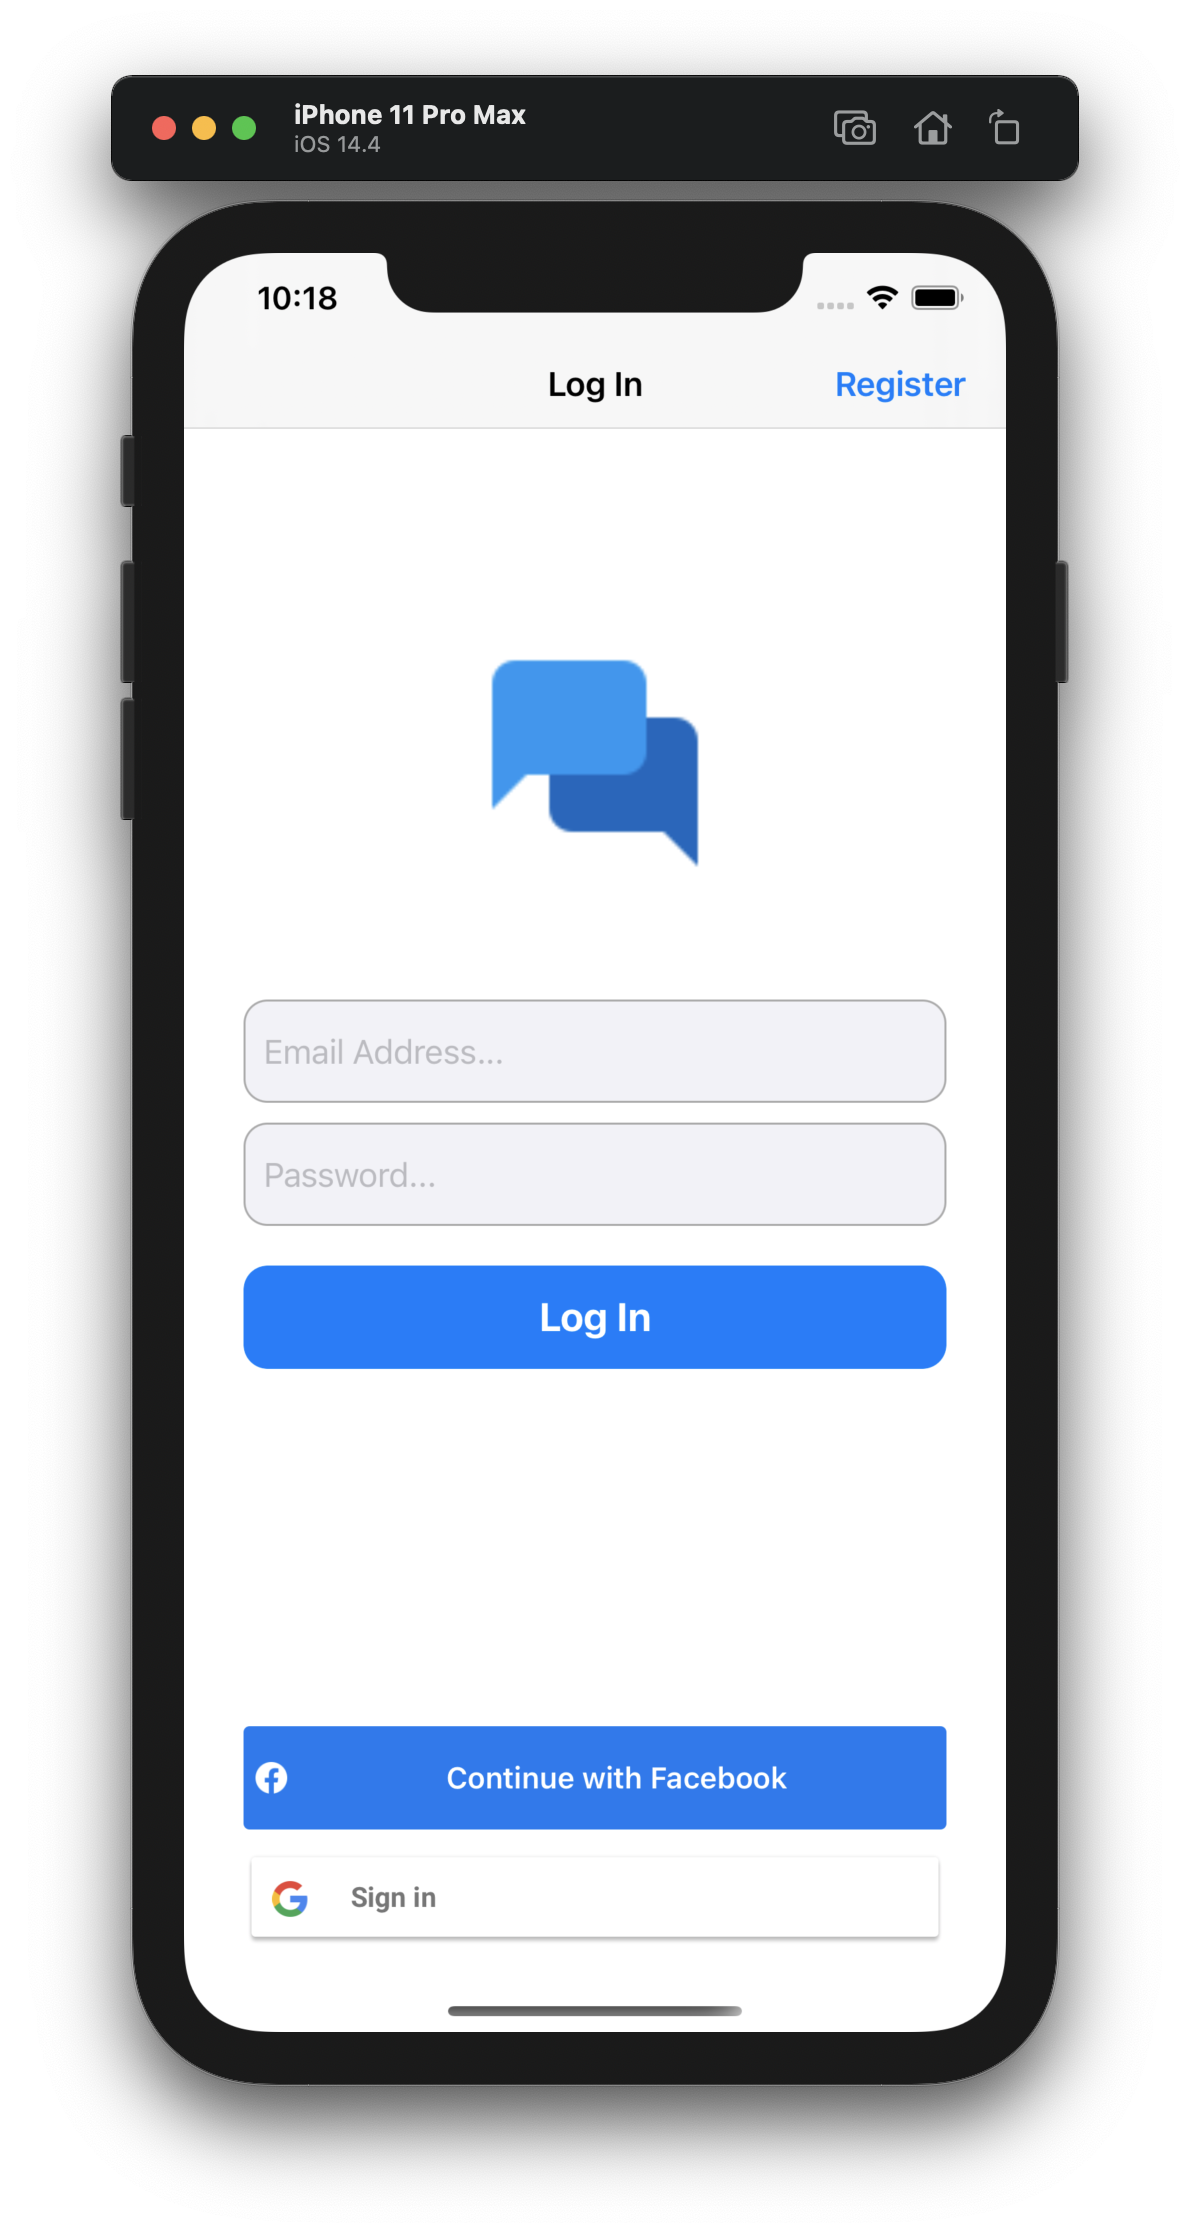 iPhone 11 Pro Max
iOS 14.4
10:18
Log In
Register
Email Address...
Password...
Log In
Continue with Facebook
Sign in